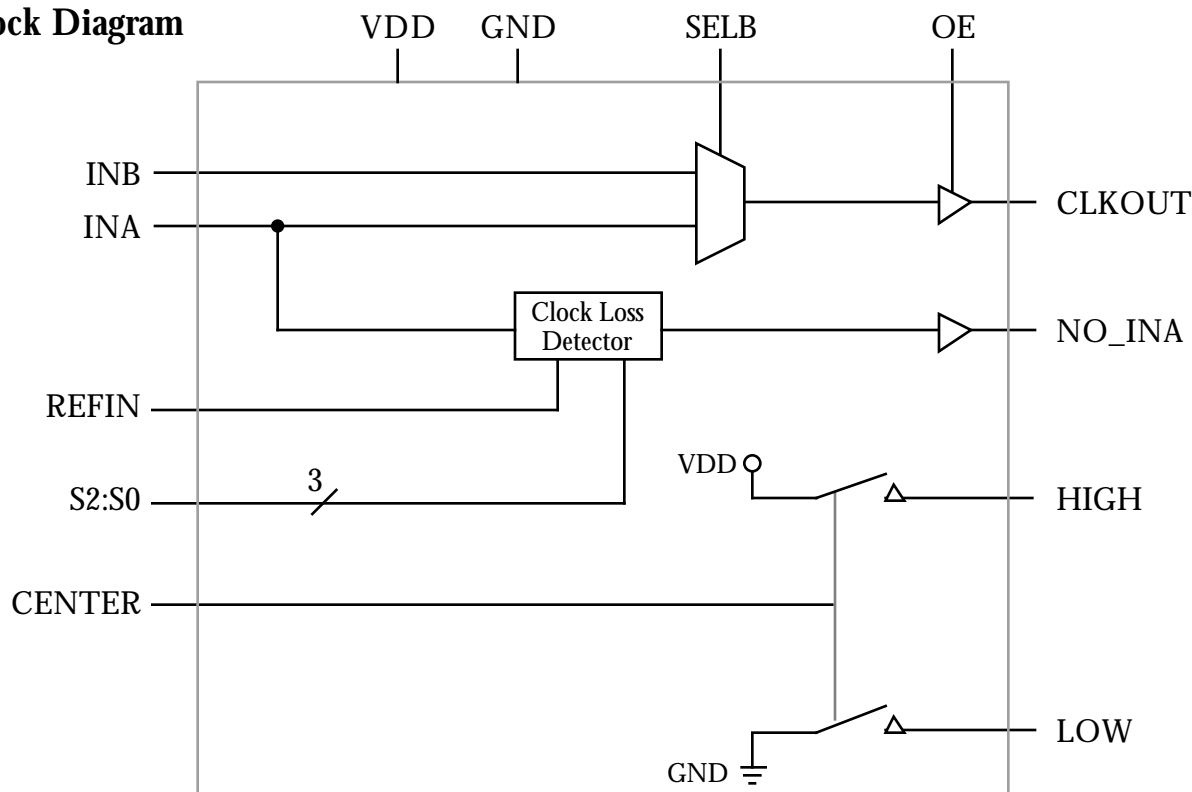 ock Diagram
VDD GND SELB OE
INB
INA
CLKOUT
Clock Loss
Detector
NO_INA
REFIN
VDD
S2:S0
3
HIGH
CENTER
LOW
GND